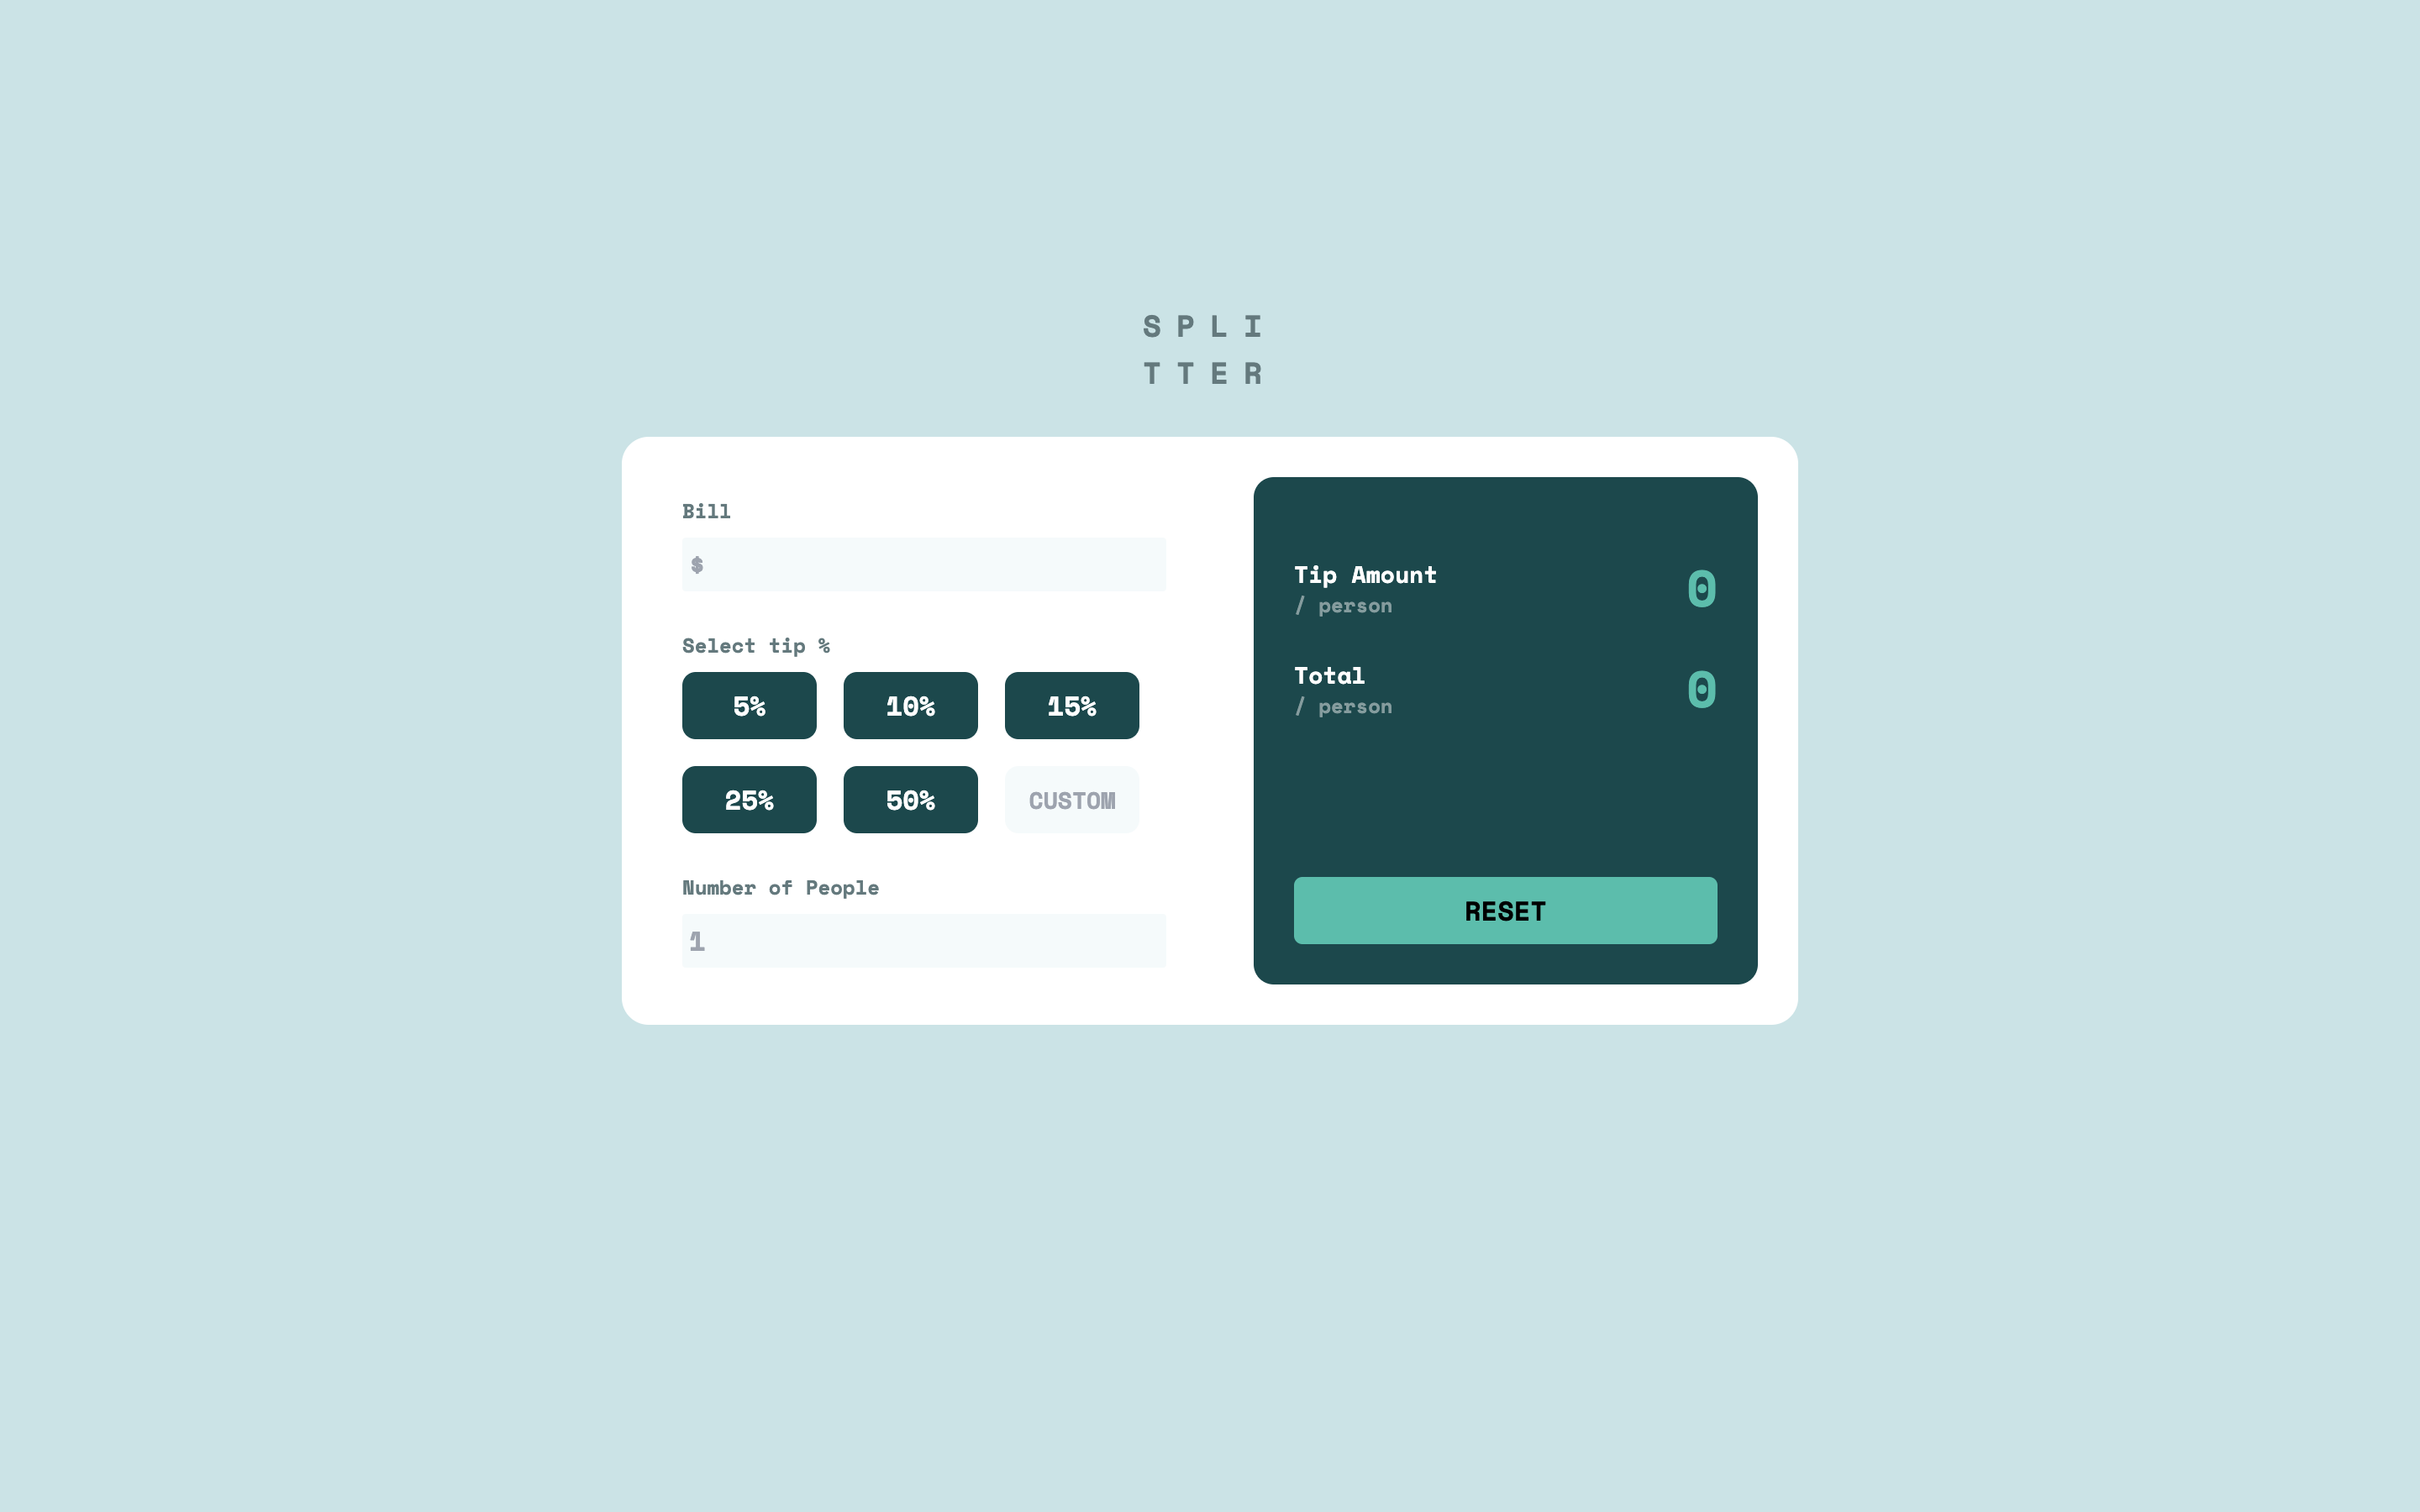 S P L I
T T E R
Bill
$
Select tip %
5% 10% 15%
25% 50% CUSTOM
Number of People
1
Tip Amount
/ person
0
Total
/ person
0
RESET